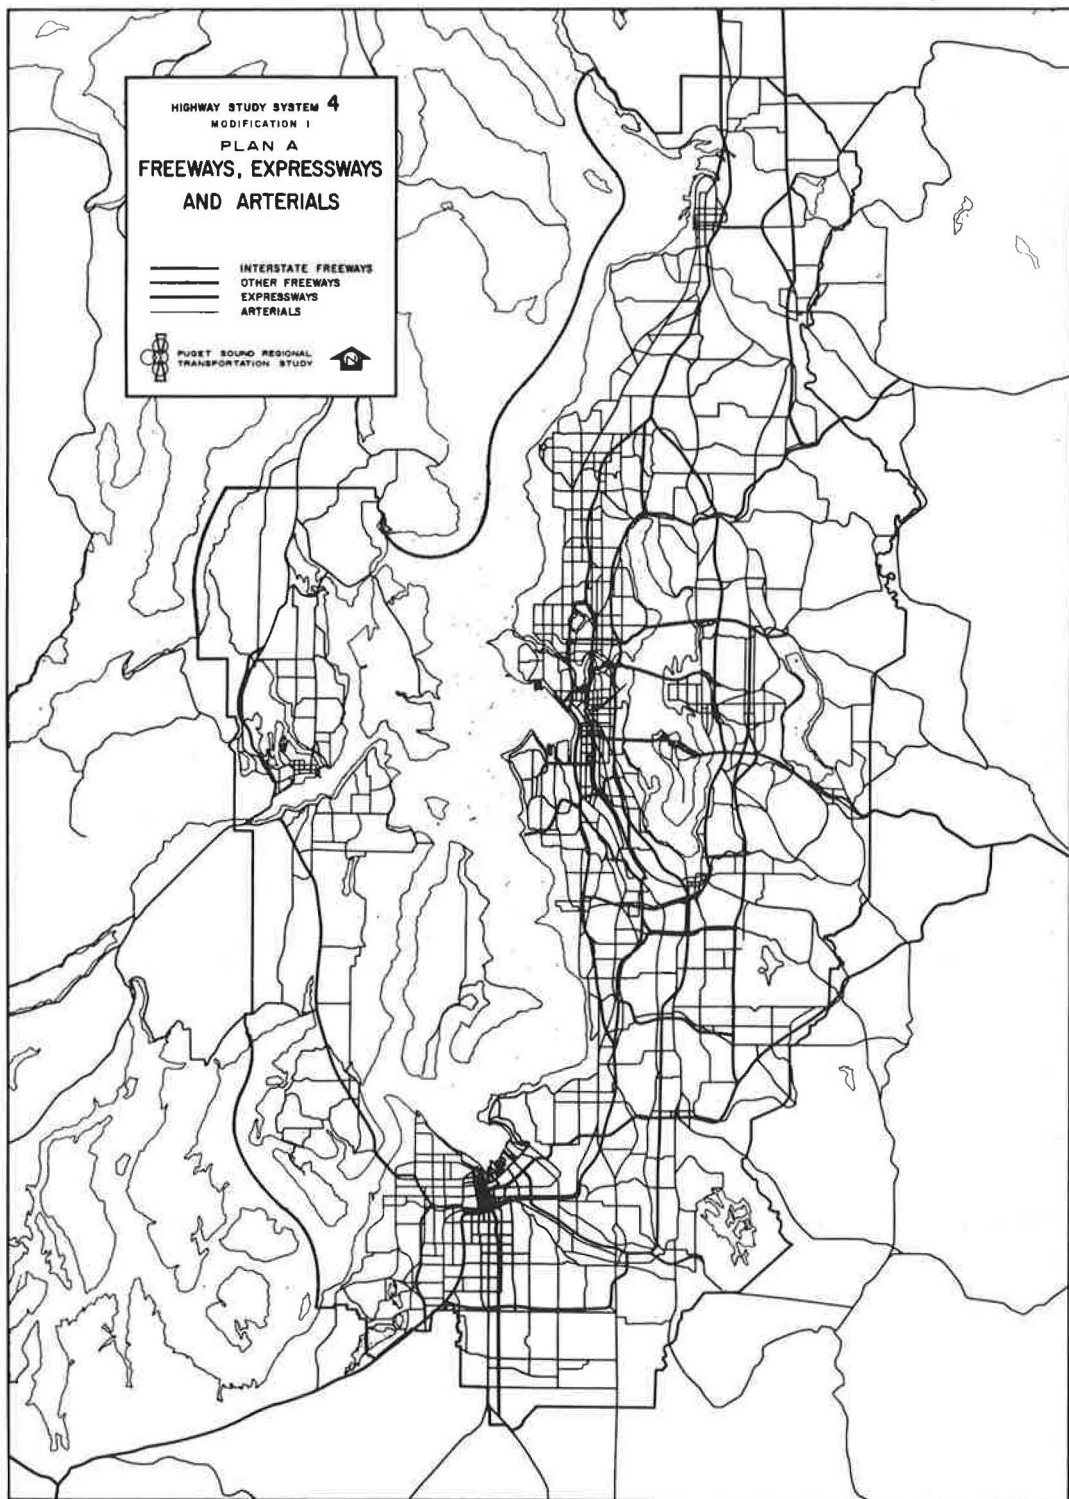 HIGHWAY STUDY SYSTEM 4
MODIFICATION I
PLAN A
FREEWAYS, EXPRESSWAYS
AND ARTERIALS
INTERSTATE FREEWAYS
OTHER FREEWAYS
EXPRESSWAYS
ARTERIALS
PUGET SOUND REGIONAL
TRANSPORTATION STUDY
N